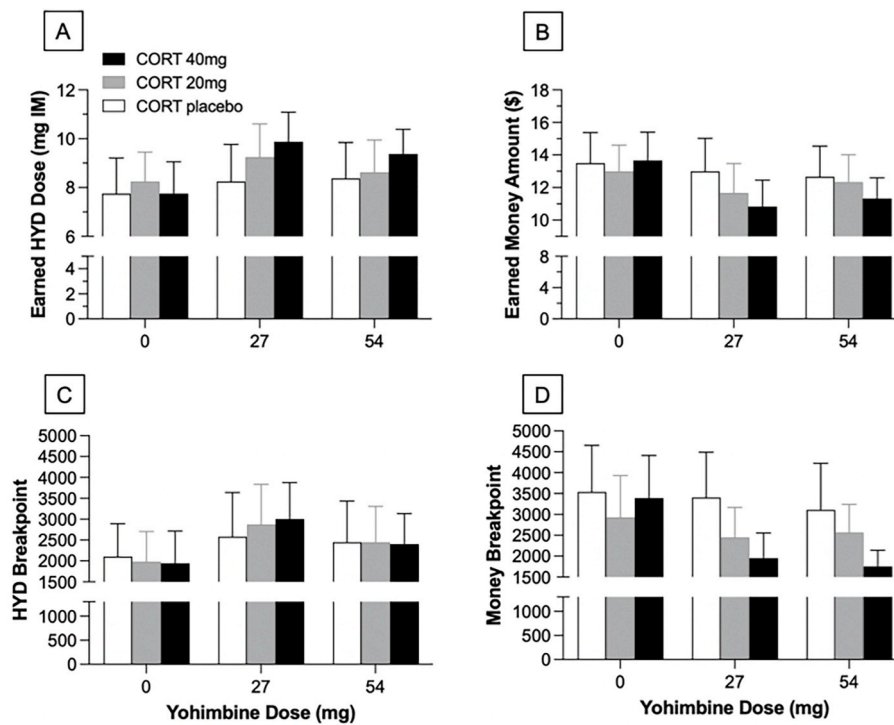 A
CORT 40mg
CORT 20mg
CORT placebo
Earned HYD Dose (mg IM)
12
10
8
6
4
2
0
0 27 54
B
Earned Money Amount ($)
18
16
14
12
10
8
4
0
0 27 54
C
HYD Breakpoint
5000
4500
4000
3500
3000
2500
2000
1500
1000
500
0
0 27 54
Yohimbine Dose (mg)
D
Money Breakpoint
5000
4500
4000
3500
3000
2500
2000
1500
1000
500
0
0 27 54
Yohimbine Dose (mg)